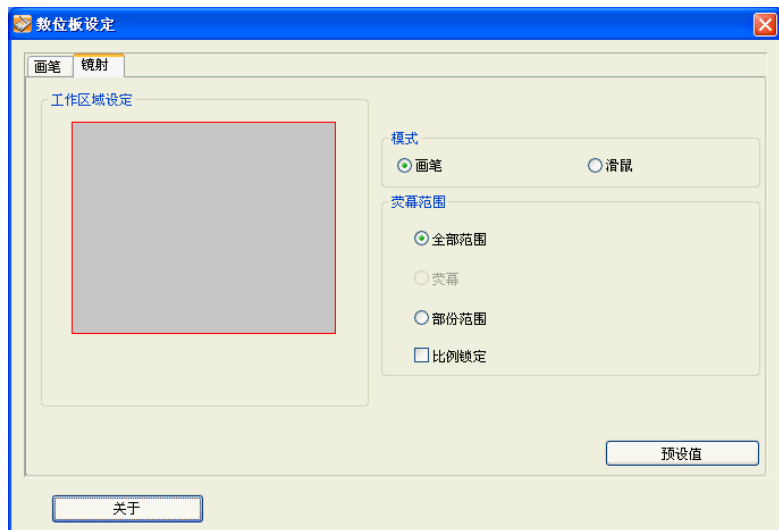 数位板设定
画笔 镜射
工作区域设定
模式
画笔 滑鼠
荧幕范围
全部范围
荧幕
部份范围
比例锁定
预设值
关于